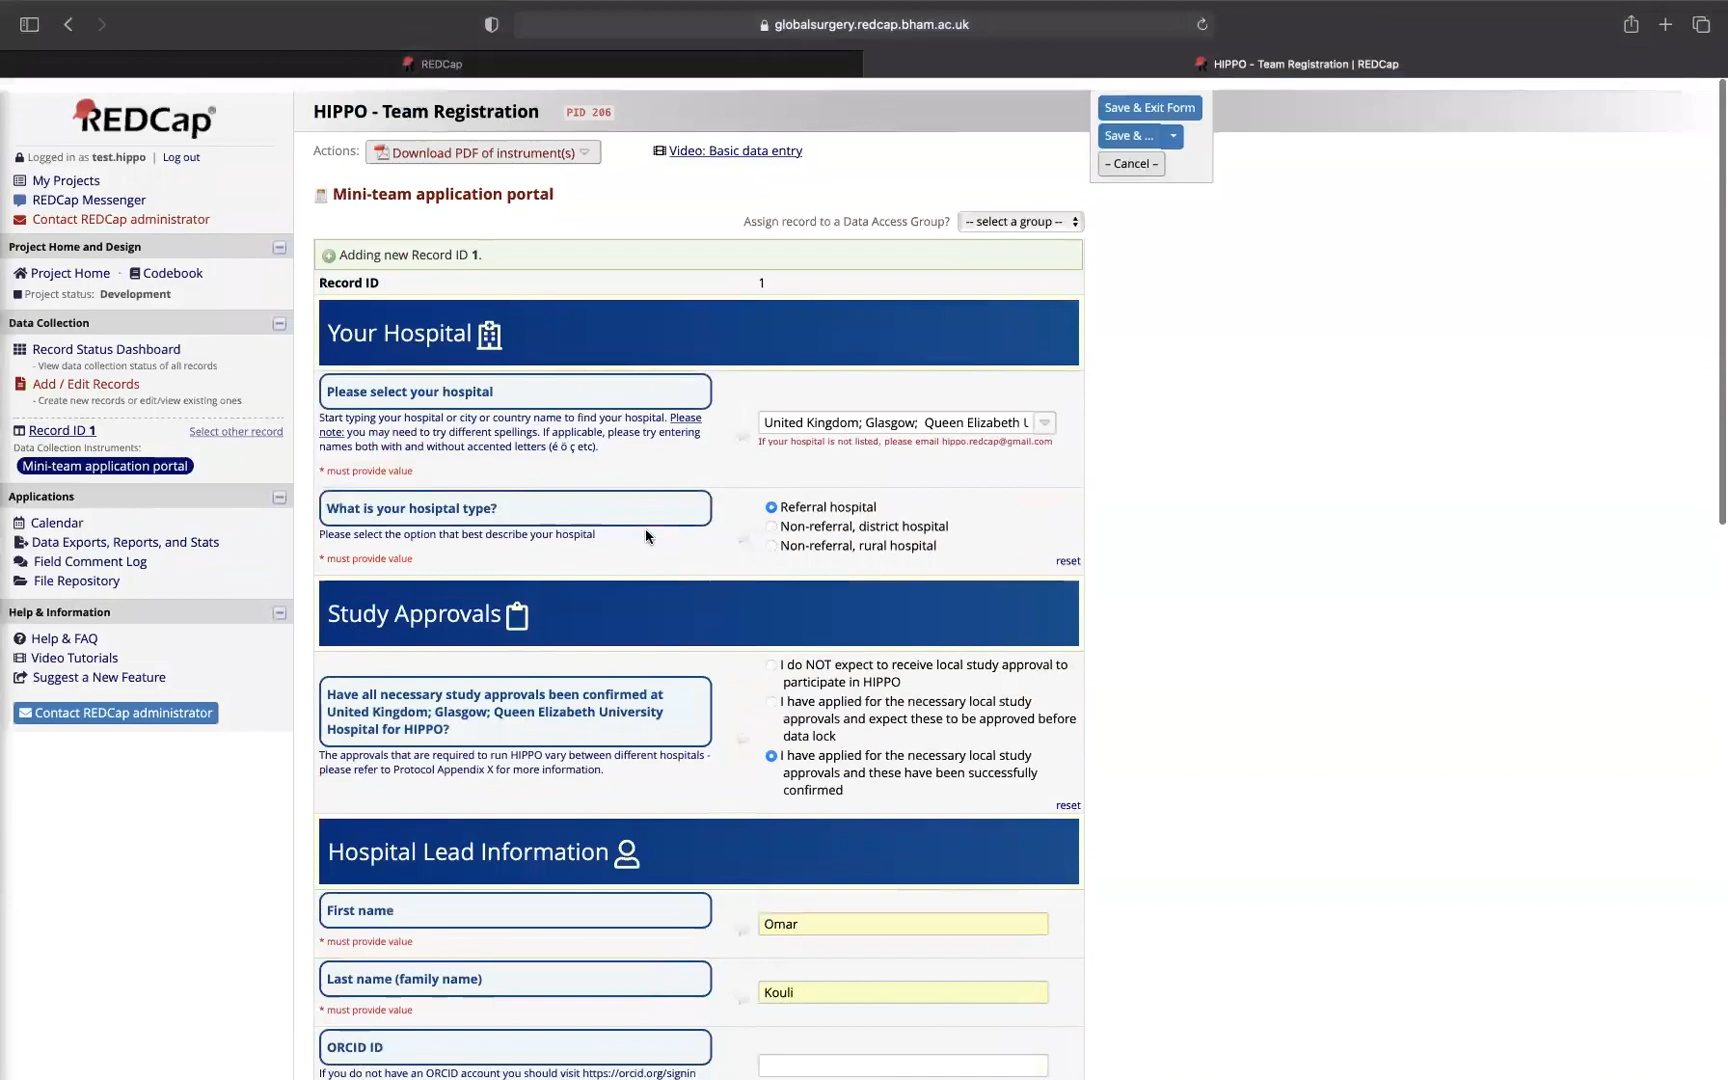 globalsurgery.redcap.bham.ac.uk
REDCap
HIPPO - Team Registration | REDCap
REDCap
Logged in as test.hippo | Log out
My Projects
REDCap Messenger
Contact REDCap administrator
Project Home and Design
Project Home · Codebook
Project status: Development
Data Collection
Record Status Dashboard
- View data collection status of all records
Add / Edit Records
- Create new records or edit/view existing ones
Record ID 1 Select other record
Data Collection Instruments:
Mini-team application portal
Applications
Calendar
Data Exports, Reports, and Stats
Field Comment Log
File Repository
Help & Information
Help & FAQ
Video Tutorials
Suggest a New Feature
Contact REDCap administrator
HIPPO - Team Registration PID 206
Actions: Download PDF of instrument(s) Video: Basic data entry
Save & Exit Form
Save & ...
– Cancel –
Mini-team application portal
Assign record to a Data Access Group? -- select a group --
Adding new Record ID 1.
Record ID 1
Your Hospital
Please select your hospital
Start typing your hospital or city or country name to find your hospital. Please
note: you may need to try different spellings. If applicable, please try entering
names both with and without accented letters (é ö ç etc).
* must provide value
United Kingdom; Glasgow; Queen Elizabeth U
If your hospital is not listed, please email hippo.redcap@gmail.com
What is your hosiptal type?
Please select the option that best describe your hospital
* must provide value
Referral hospital
Non-referral, district hospital
Non-referral, rural hospital
reset
Study Approvals
Have all necessary study approvals been confirmed at
United Kingdom; Glasgow; Queen Elizabeth University
Hospital for HIPPO?
The approvals that are required to run HIPPO vary between different hospitals -
please refer to Protocol Appendix X for more information.
I do NOT expect to receive local study approval to
participate in HIPPO
I have applied for the necessary local study
approvals and expect these to be approved before
data lock
I have applied for the necessary local study
approvals and these have been successfully
confirmed
reset
Hospital Lead Information
First name
* must provide value
Omar
Last name (family name)
* must provide value
Kouli
ORCID ID
If you do not have an ORCID account you should visit https://orcid.org/signin